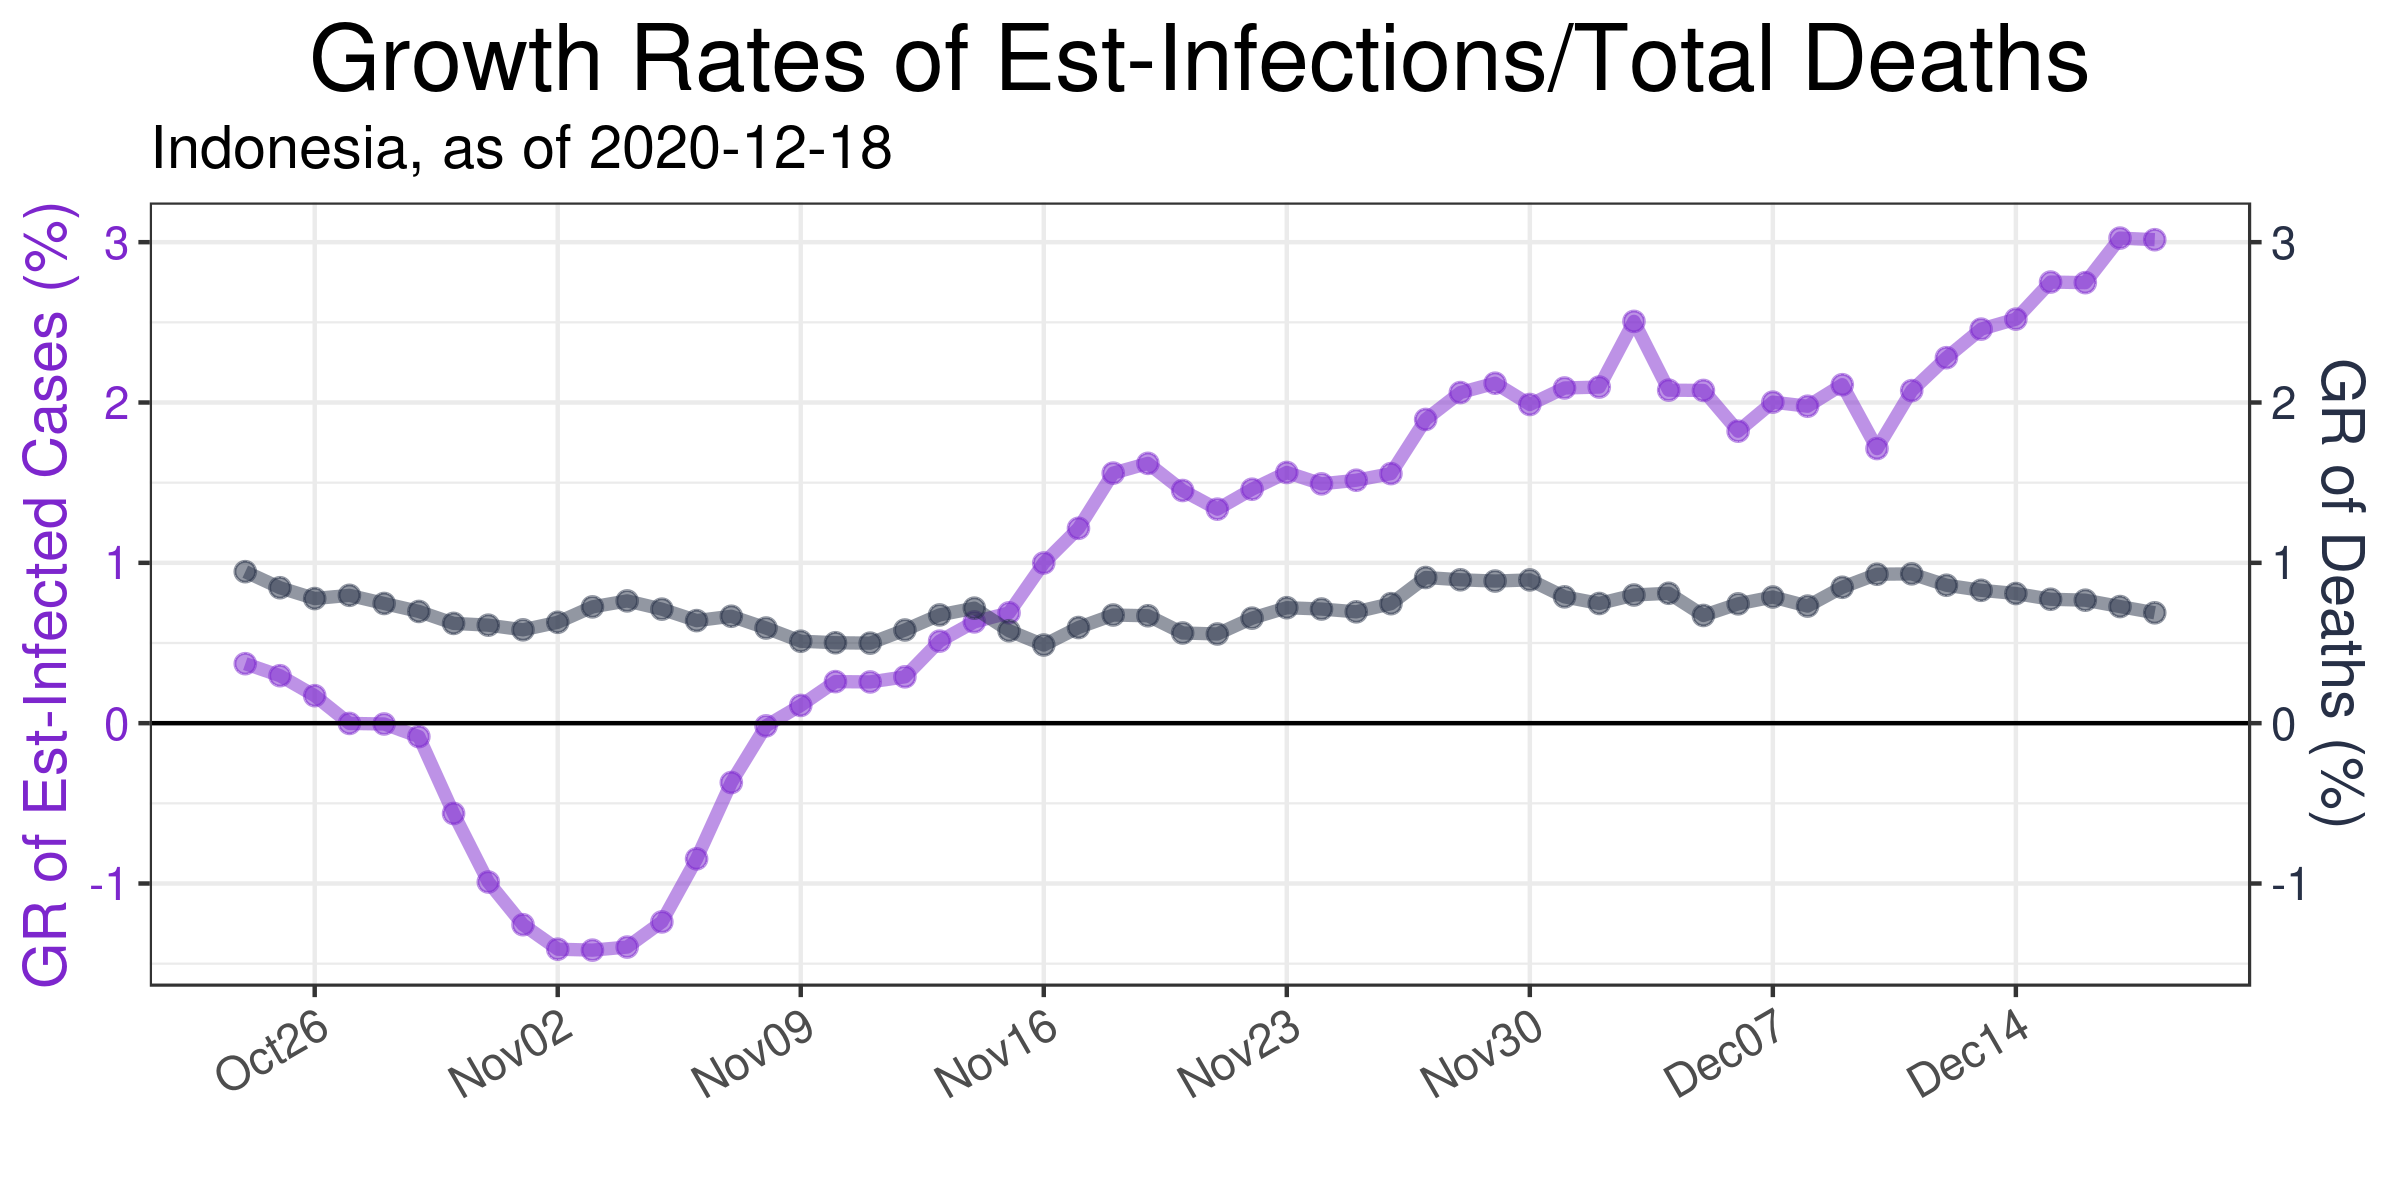 Growth Rates of Est-Infections/Total Deaths
Indonesia, as of 2020-12-18
GR of Est-Infected Cases (%)
3
2
1
0
-1
3
2
1
0
-1
GR of Deaths (%)
Oct26
Nov02
Nov09
Nov16
Nov23
Nov30
Dec07
Dec14